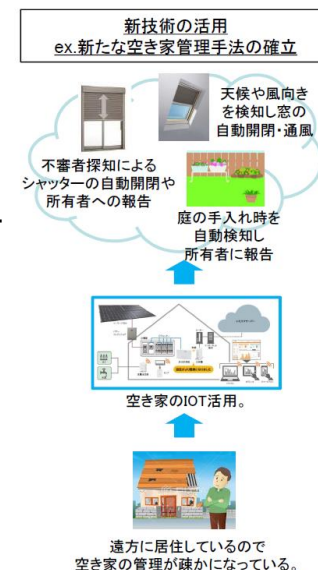 新技術の活用
ex.新たな空き家管理手法の確立
天候や風向き
を検知し窓の
自動開閉・通風
不審者探知による
シャッターの自動開閉や
所有者への報告
庭の手入れ時を
自動検知し
所有者に報告
空き家のIOT活用。
遠方に居住しているので
空き家の管理が疎かになっている。